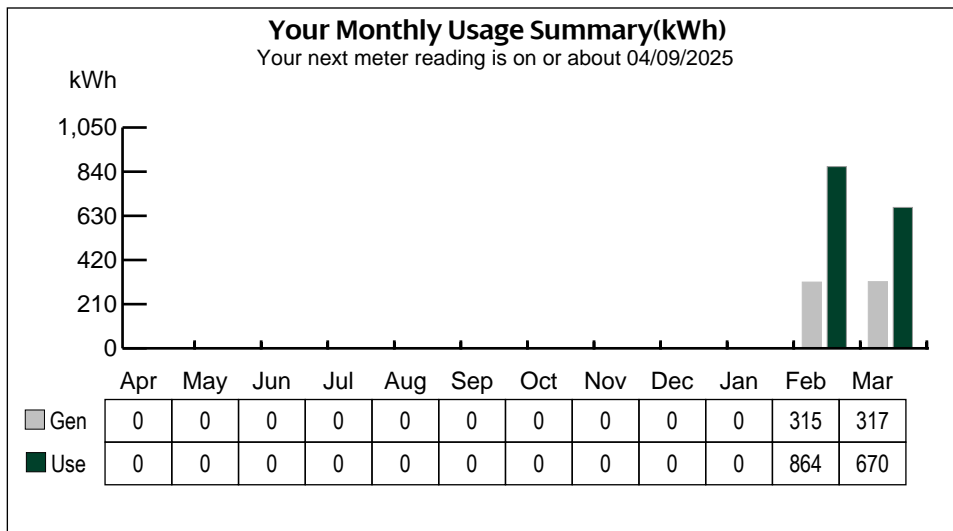 Your Monthly Usage Summary(kWh)
Your next meter reading is on or about 04/09/2025
kWh
1,050
840
630
420
210
0
Apr May Jun Jul Aug Sep Oct Nov Dec Jan Feb Mar
Gen 0 0 0 0 0 0 0 0 0 0 315 317
Use 0 0 0 0 0 0 0 0 0 0 864 670